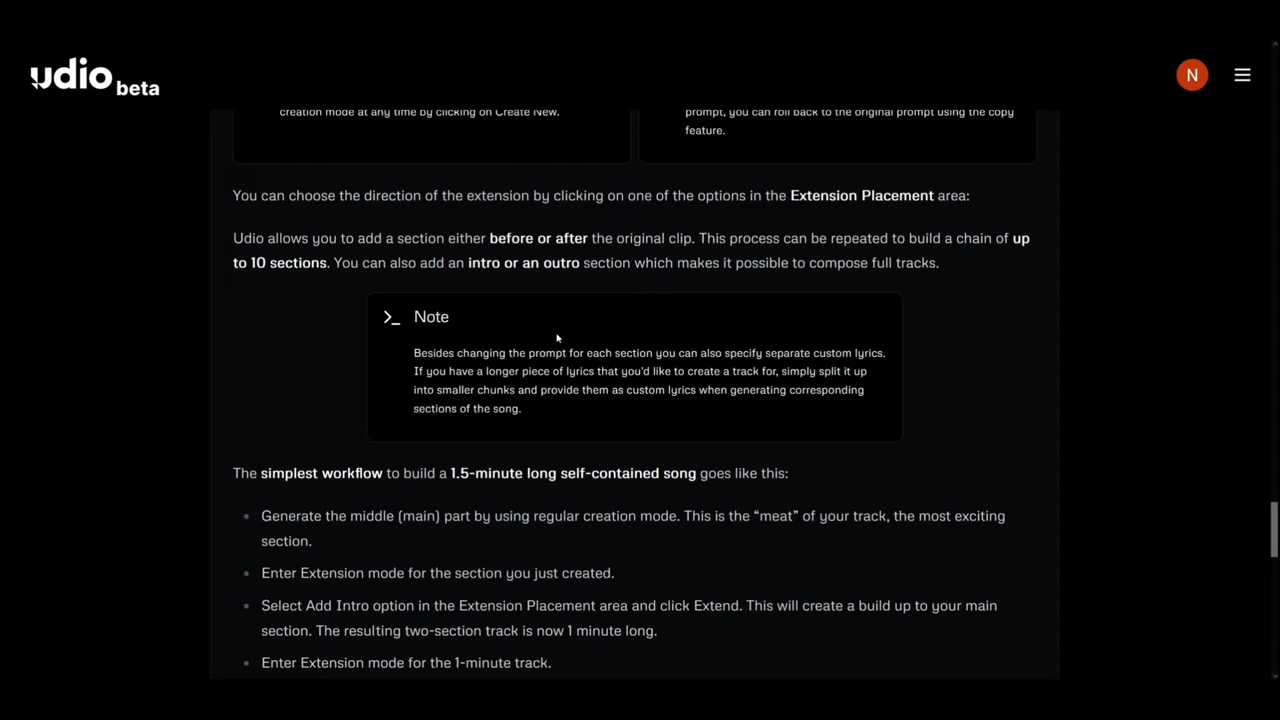 udio beta
N
creation mode at any time by clicking on Create New.
prompt, you can roll back to the original prompt using the copy
feature.
You can choose the direction of the extension by clicking on one of the options in the Extension Placement area:
Udio allows you to add a section either before or after the original clip. This process can be repeated to build a chain of up
to 10 sections. You can also add an intro or an outro section which makes it possible to compose full tracks.
Note
Besides changing the prompt for each section you can also specify separate custom lyrics.
If you have a longer piece of lyrics that you'd like to create a track for, simply split it up
into smaller chunks and provide them as custom lyrics when generating corresponding
sections of the song.
The simplest workflow to build a 1.5-minute long self-contained song goes like this:
Generate the middle (main) part by using regular creation mode. This is the “meat” of your track, the most exciting
section.
Enter Extension mode for the section you just created.
Select Add Intro option in the Extension Placement area and click Extend. This will create a build up to your main
section. The resulting two-section track is now 1 minute long.
Enter Extension mode for the 1-minute track.